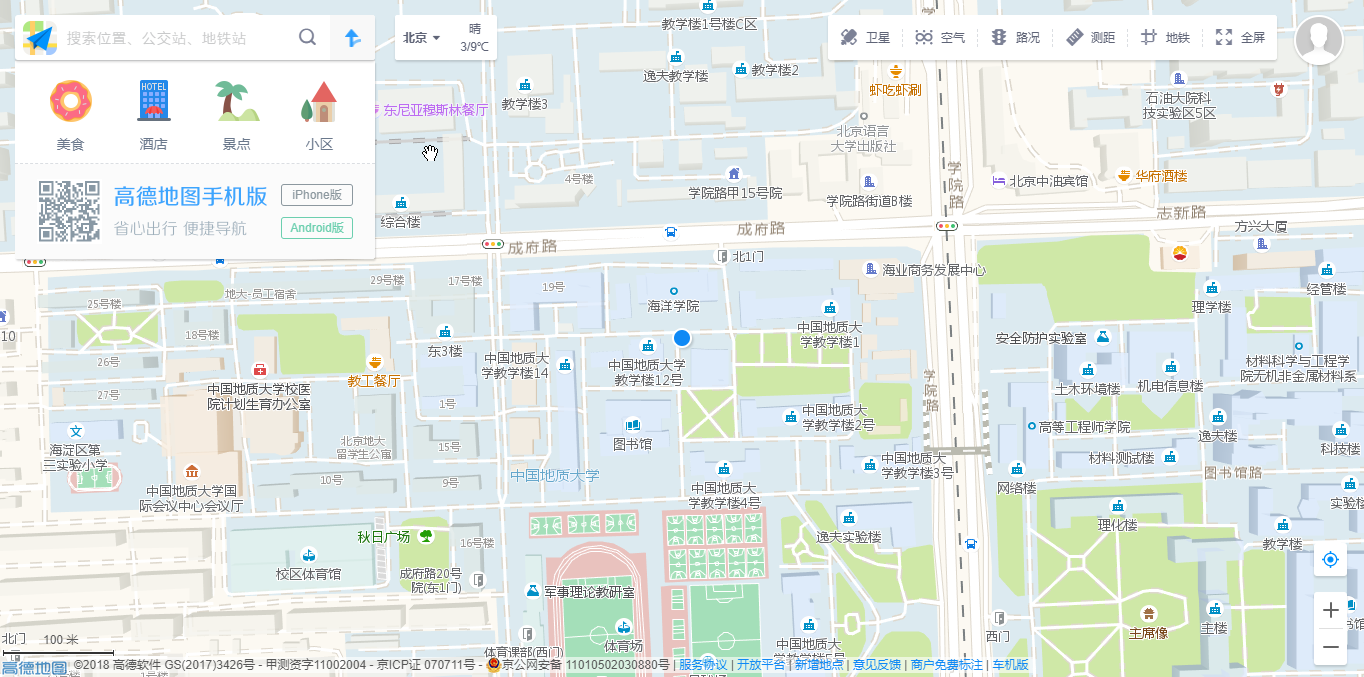 搜索位置、公交站、地铁站
北京
晴
3/9℃
卫星
空气
路况
测距
地铁
全屏
HOTEL
美食
酒店
景点
小区
高德地图手机版
iPhone版
省心出行 便捷导航
Android版
教学楼1号楼C区
逸夫教学楼
教学楼2
教学楼3
东尼亚穆斯林餐厅
虾吃虾涮
石油大院科
技实验区5区
北京语言
大学出版社
4号楼
学院路甲15号院
学院路街道B楼
学院路
北京中油宾馆
华府酒楼
综合楼
成府路
成府路
志新路
方兴大厦
北1门
海业商务发展中心
29号楼
17号楼
19号
地大-员工宿舍
25号楼
海洋学院
经管楼
理学楼
10
18号楼
东3楼
中国地质大
学教学楼1
安全防护实验室
26号
中国地质大
学教学楼14
中国地质大学
教学楼12号
材料科学与工程学
院无机非金属材料系
教工餐厅
中国地质大学校医
院计划生育办公室
土木环境楼
机电信息楼
27号
1号
学院路
中国地质大
学教学楼2号
高等工程师学院
逸夫楼
北京地大
留学生公寓
15号
图书馆
科技楼
海淀区第
三实验小学
中国地质大
学教学楼3号
材料测试楼
图书馆路
10号
9号
中国地质大学
中国地质大学国
际会议中心会议厅
中国地质大
学教学楼4号
网络楼
实验楼
理化楼
秋日广场
16号楼
逸夫实验楼
教学楼
校区体育馆
成府路20号
院(东1门)
军事理论教研室
主席像
主楼
西门
北门
100 米
体育课部(西门)
体育场
中国地质大
学教学楼5号
高德地图
©2018 高德软件 GS(2017)3426号 - 甲测资字11002004 - 京ICP证 070711号 - 京公网安备 11010502030880号 | 服务协议 | 开放平台 | 新增地点 | 意见反馈 | 商户免费标注 | 车机版